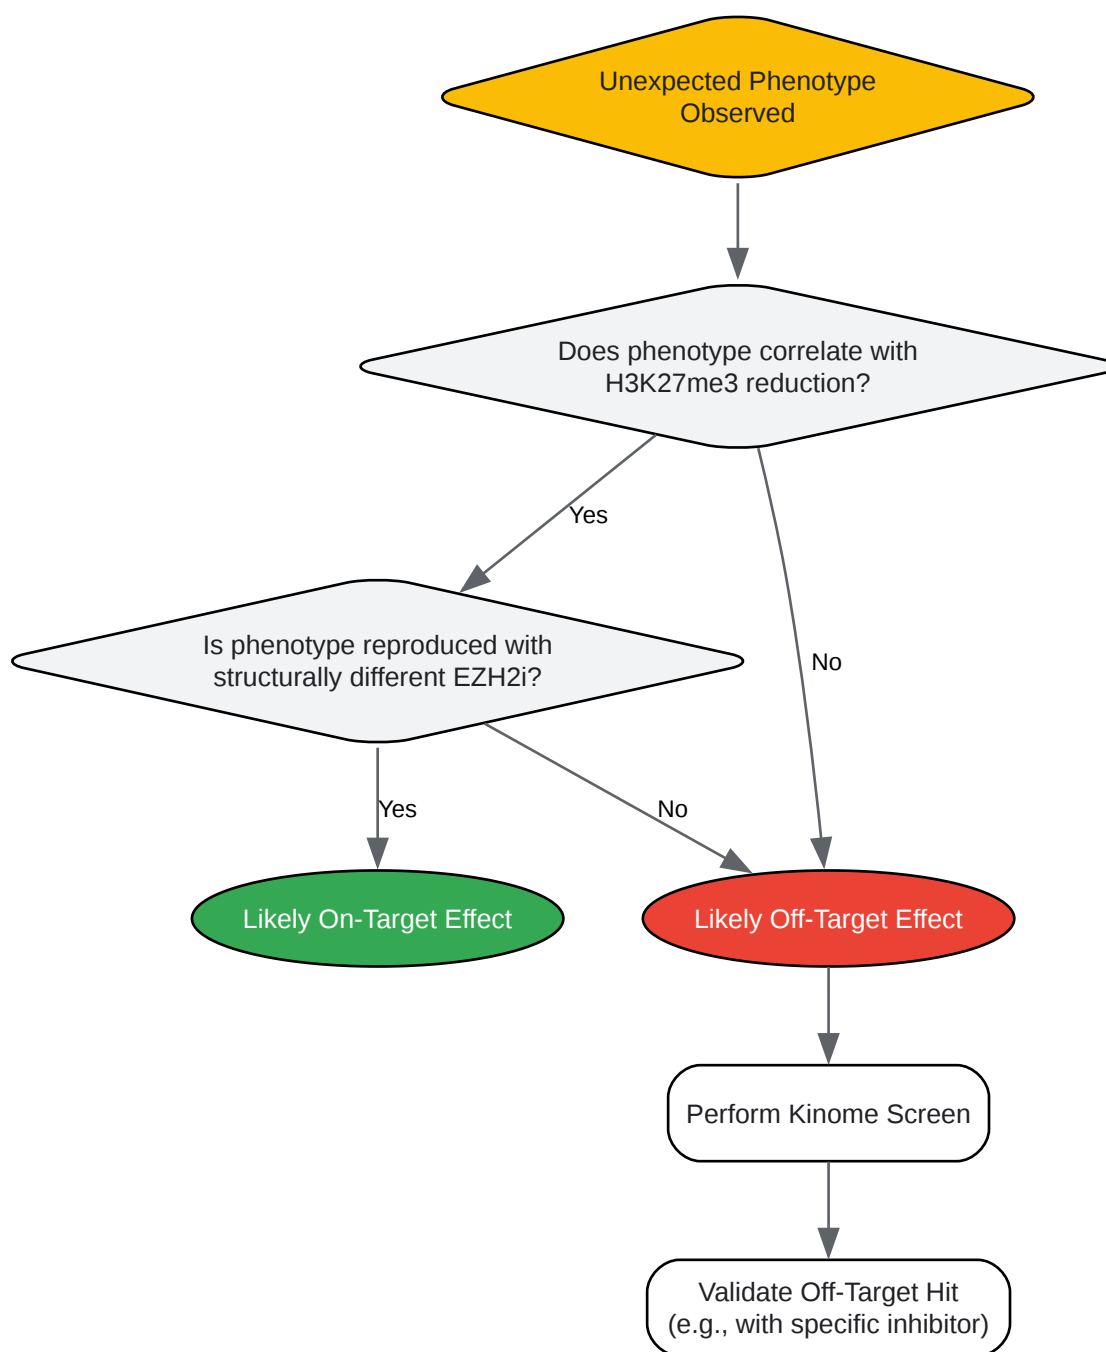 Unexpected Phenotype
Observed
Does phenotype correlate with
H3K27me3 reduction?
Yes
Is phenotype reproduced with
structurally different EZH2i?
No
Yes
No
Likely On-Target Effect
Likely Off-Target Effect
Perform Kinome Screen
Validate Off-Target Hit
(e.g., with specific inhibitor)